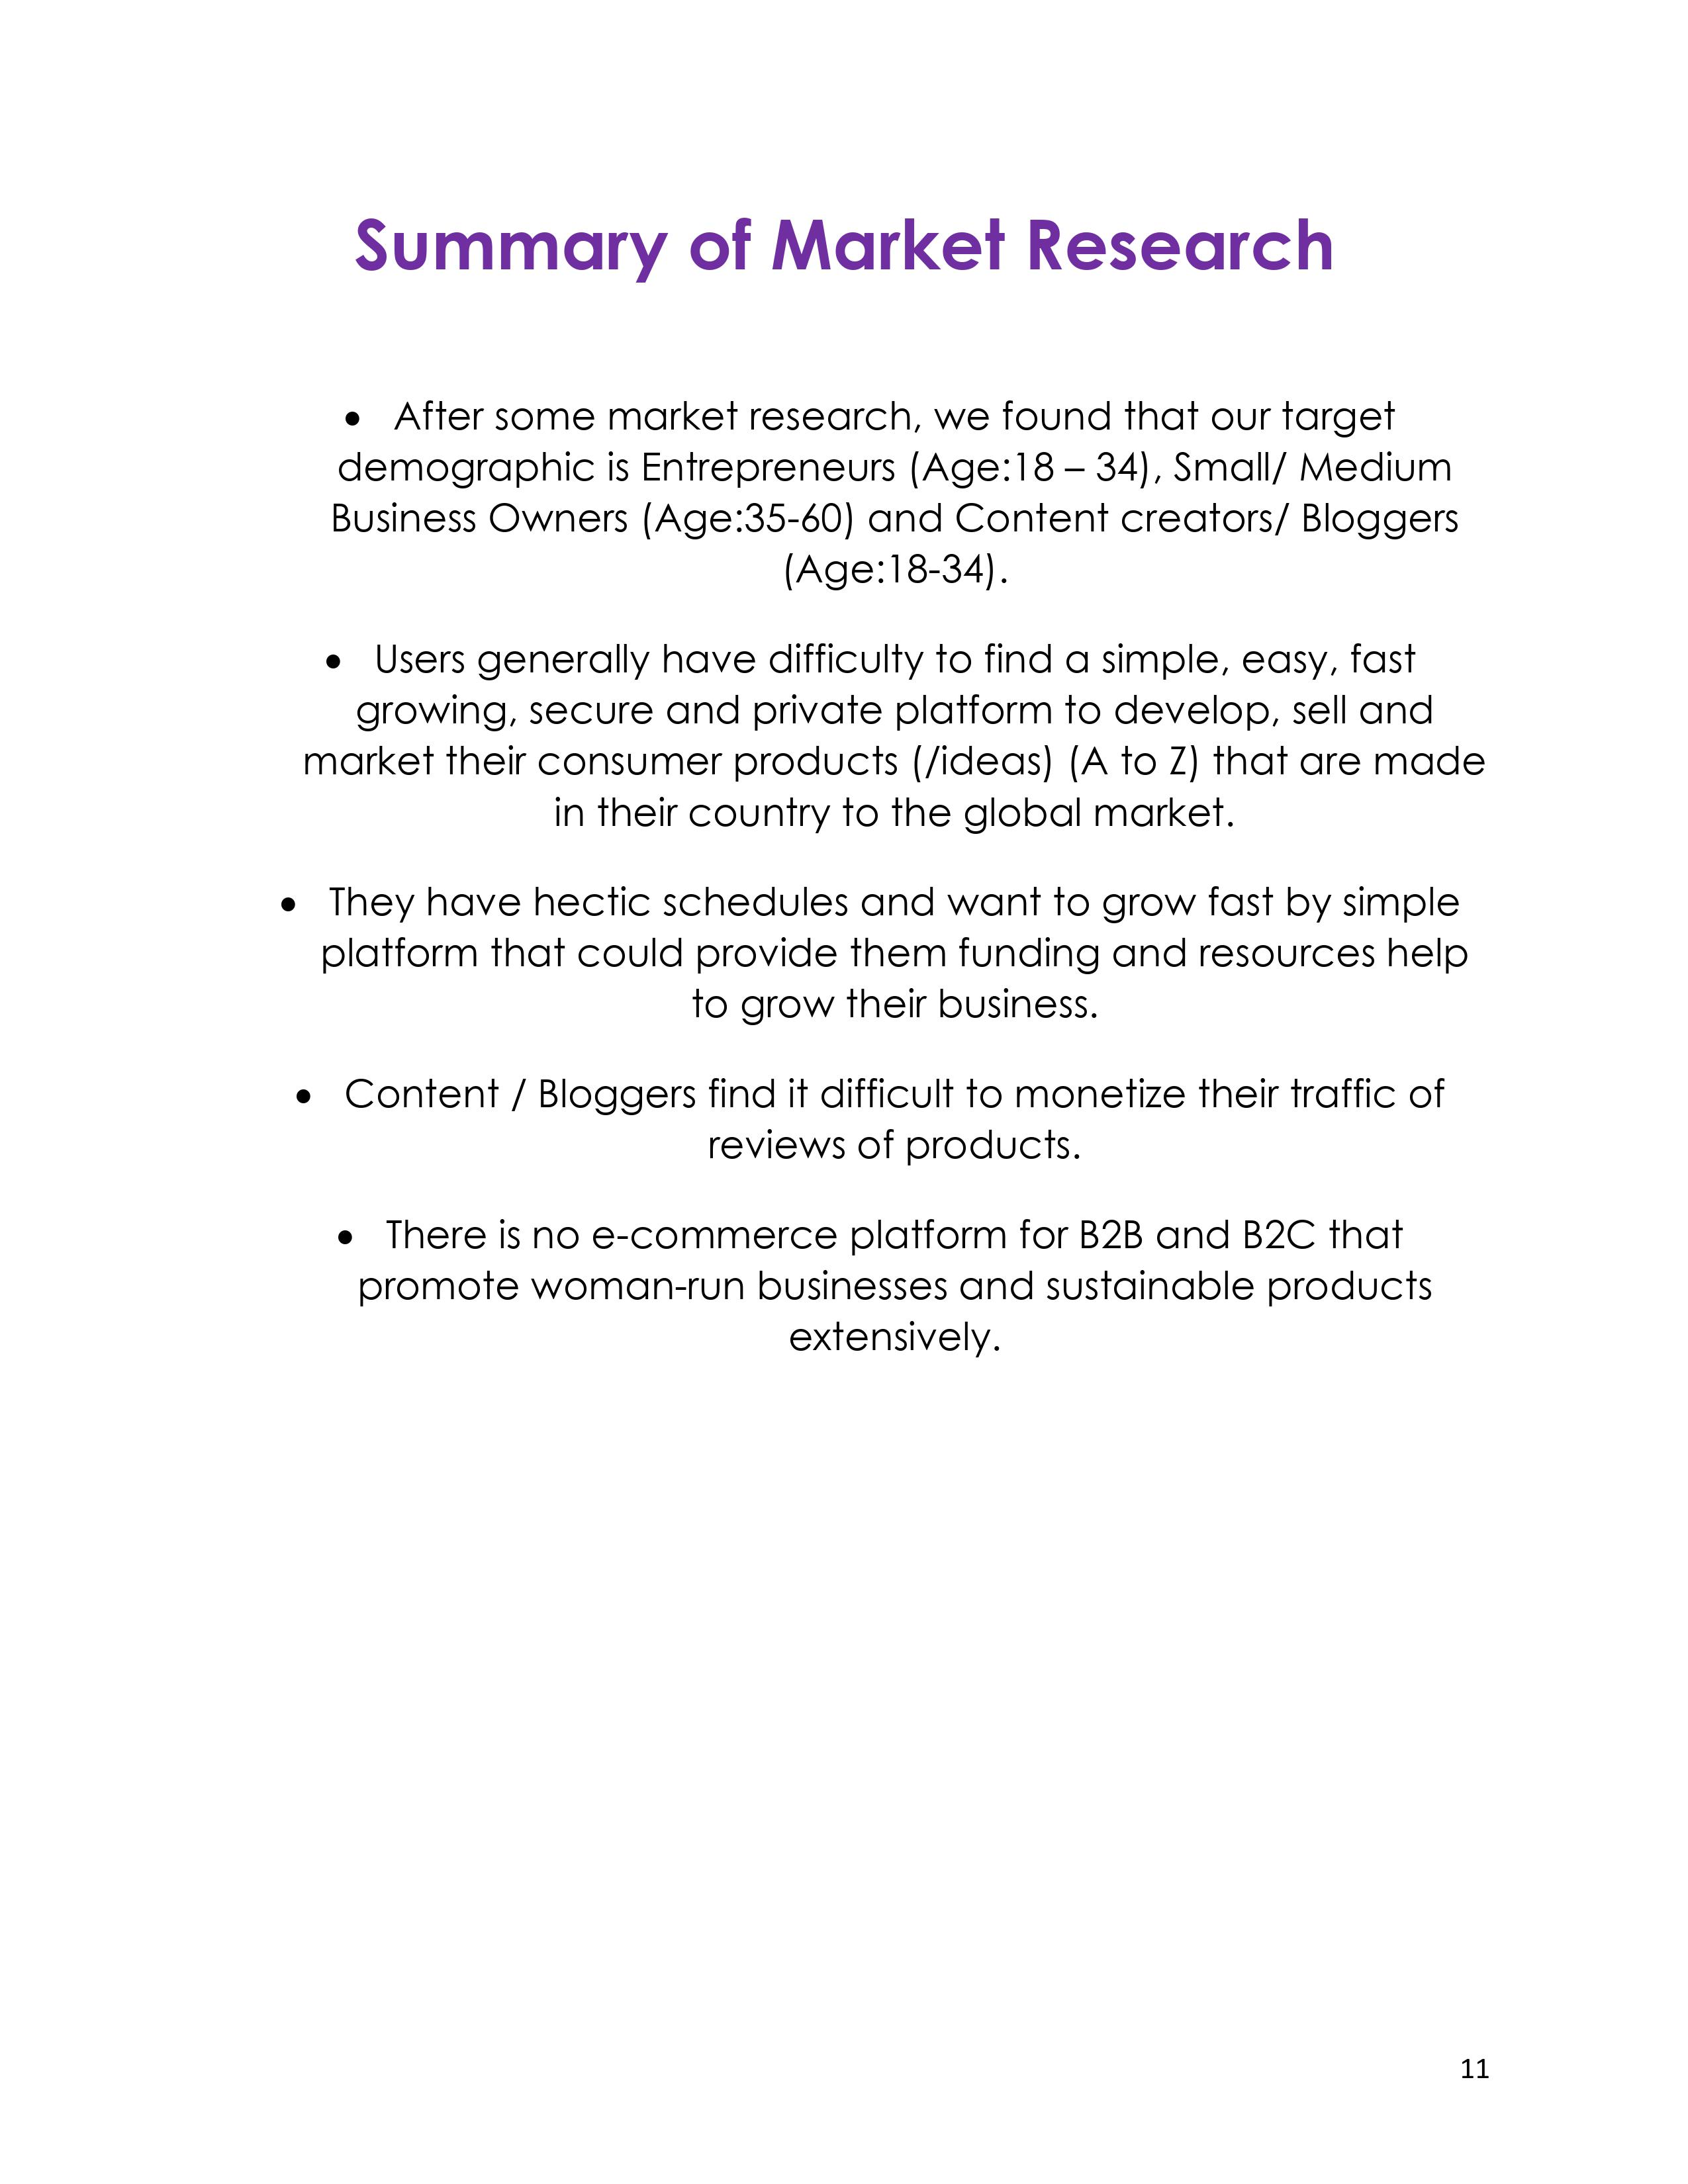 Summary of Market Research
• After some market research, we found that our target
demographic is Entrepreneurs (Age:18 – 34), Small/ Medium
Business Owners (Age:35-60) and Content creators/ Bloggers
(Age:18-34).
• Users generally have difficulty to find a simple, easy, fast
growing, secure and private platform to develop, sell and
market their consumer products (/ideas) (A to Z) that are made
in their country to the global market.
• They have hectic schedules and want to grow fast by simple
platform that could provide them funding and resources help
to grow their business.
• Content / Bloggers find it difficult to monetize their traffic of
reviews of products.
• There is no e-commerce platform for B2B and B2C that
promote woman-run businesses and sustainable products
extensively.
11